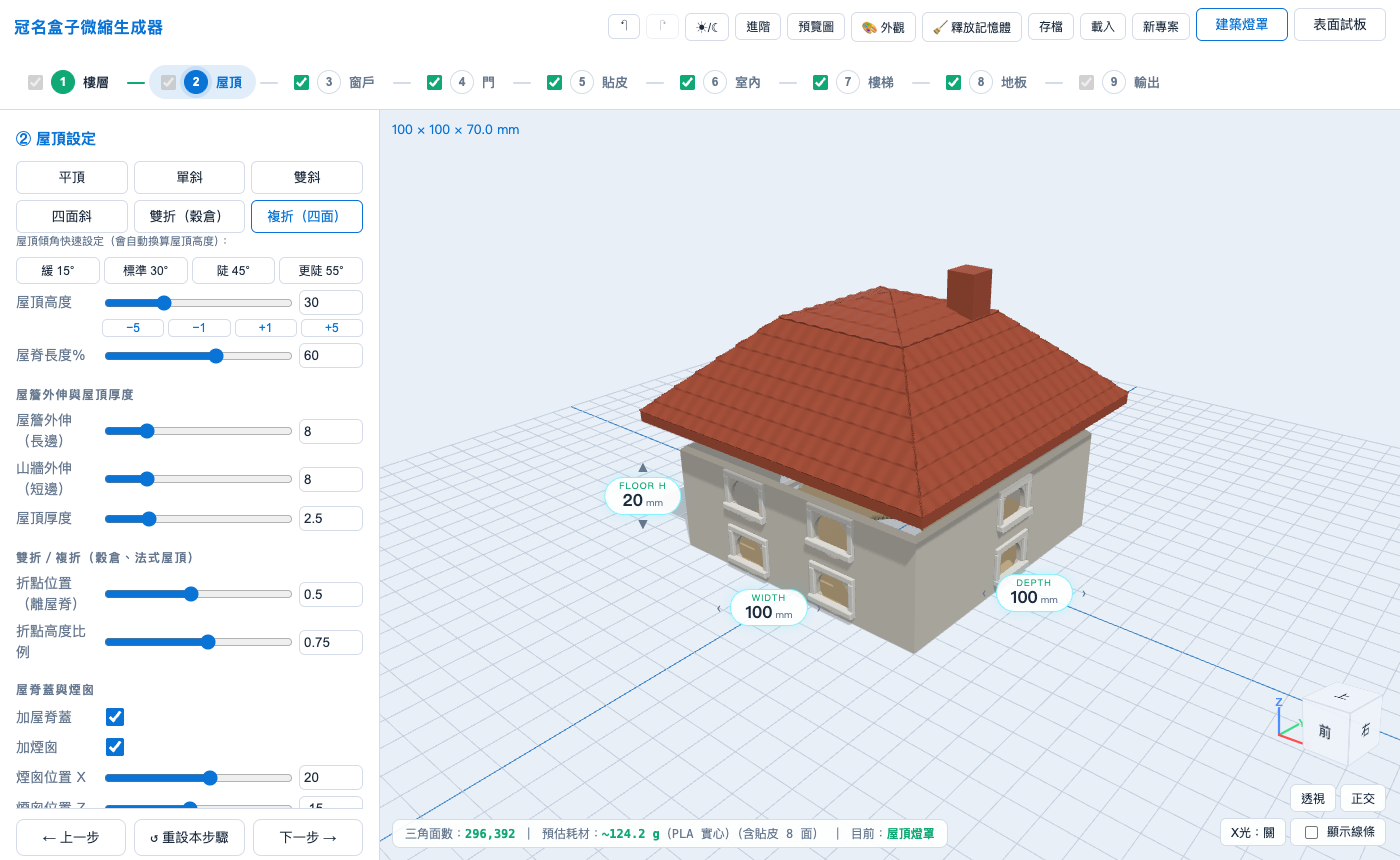 冠名盒子微縮生成器
☀/☾ 進階 預覽圖 🎨 外觀 🧹 釋放記憶體 存檔 載入 新專案 建築燈罩 表面試板
1 樓層 2 屋頂 3 窗戶 4 門 5 貼皮 6 室內 7 樓梯 8 地板 9 輸出
② 屋頂設定
平頂 單斜 雙斜
四面斜 雙折（穀倉） 複折（四面）
屋頂傾角快速設定（會自動換算屋頂高度）：
緩 15° 標準 30° 陡 45° 更陡 55°
屋頂高度 30
−5 −1 +1 +5
屋脊長度% 60
屋簷外伸與屋頂厚度
屋簷外伸
（長邊） 8
山牆外伸
（短邊） 8
屋頂厚度 2.5
雙折 / 複折（穀倉、法式屋頂）
折點位置
（離屋脊） 0.5
折點高度比
例 0.75
屋脊蓋與煙囪
加屋脊蓋
加煙囪
煙囪位置 X 20
煙囪位置 Z -15
← 上一步 ↺ 重設本步驟 下一步 →
100 × 100 × 70.0 mm
FLOOR H
20 mm
WIDTH
100 mm
DEPTH
100 mm
Z
Y
上
前 右
透視 正交
X光：關 顯示線條
三角面數：296,392 | 預估耗材：~124.2 g (PLA 實心) (含貼皮 8 面) | 目前：屋頂燈罩